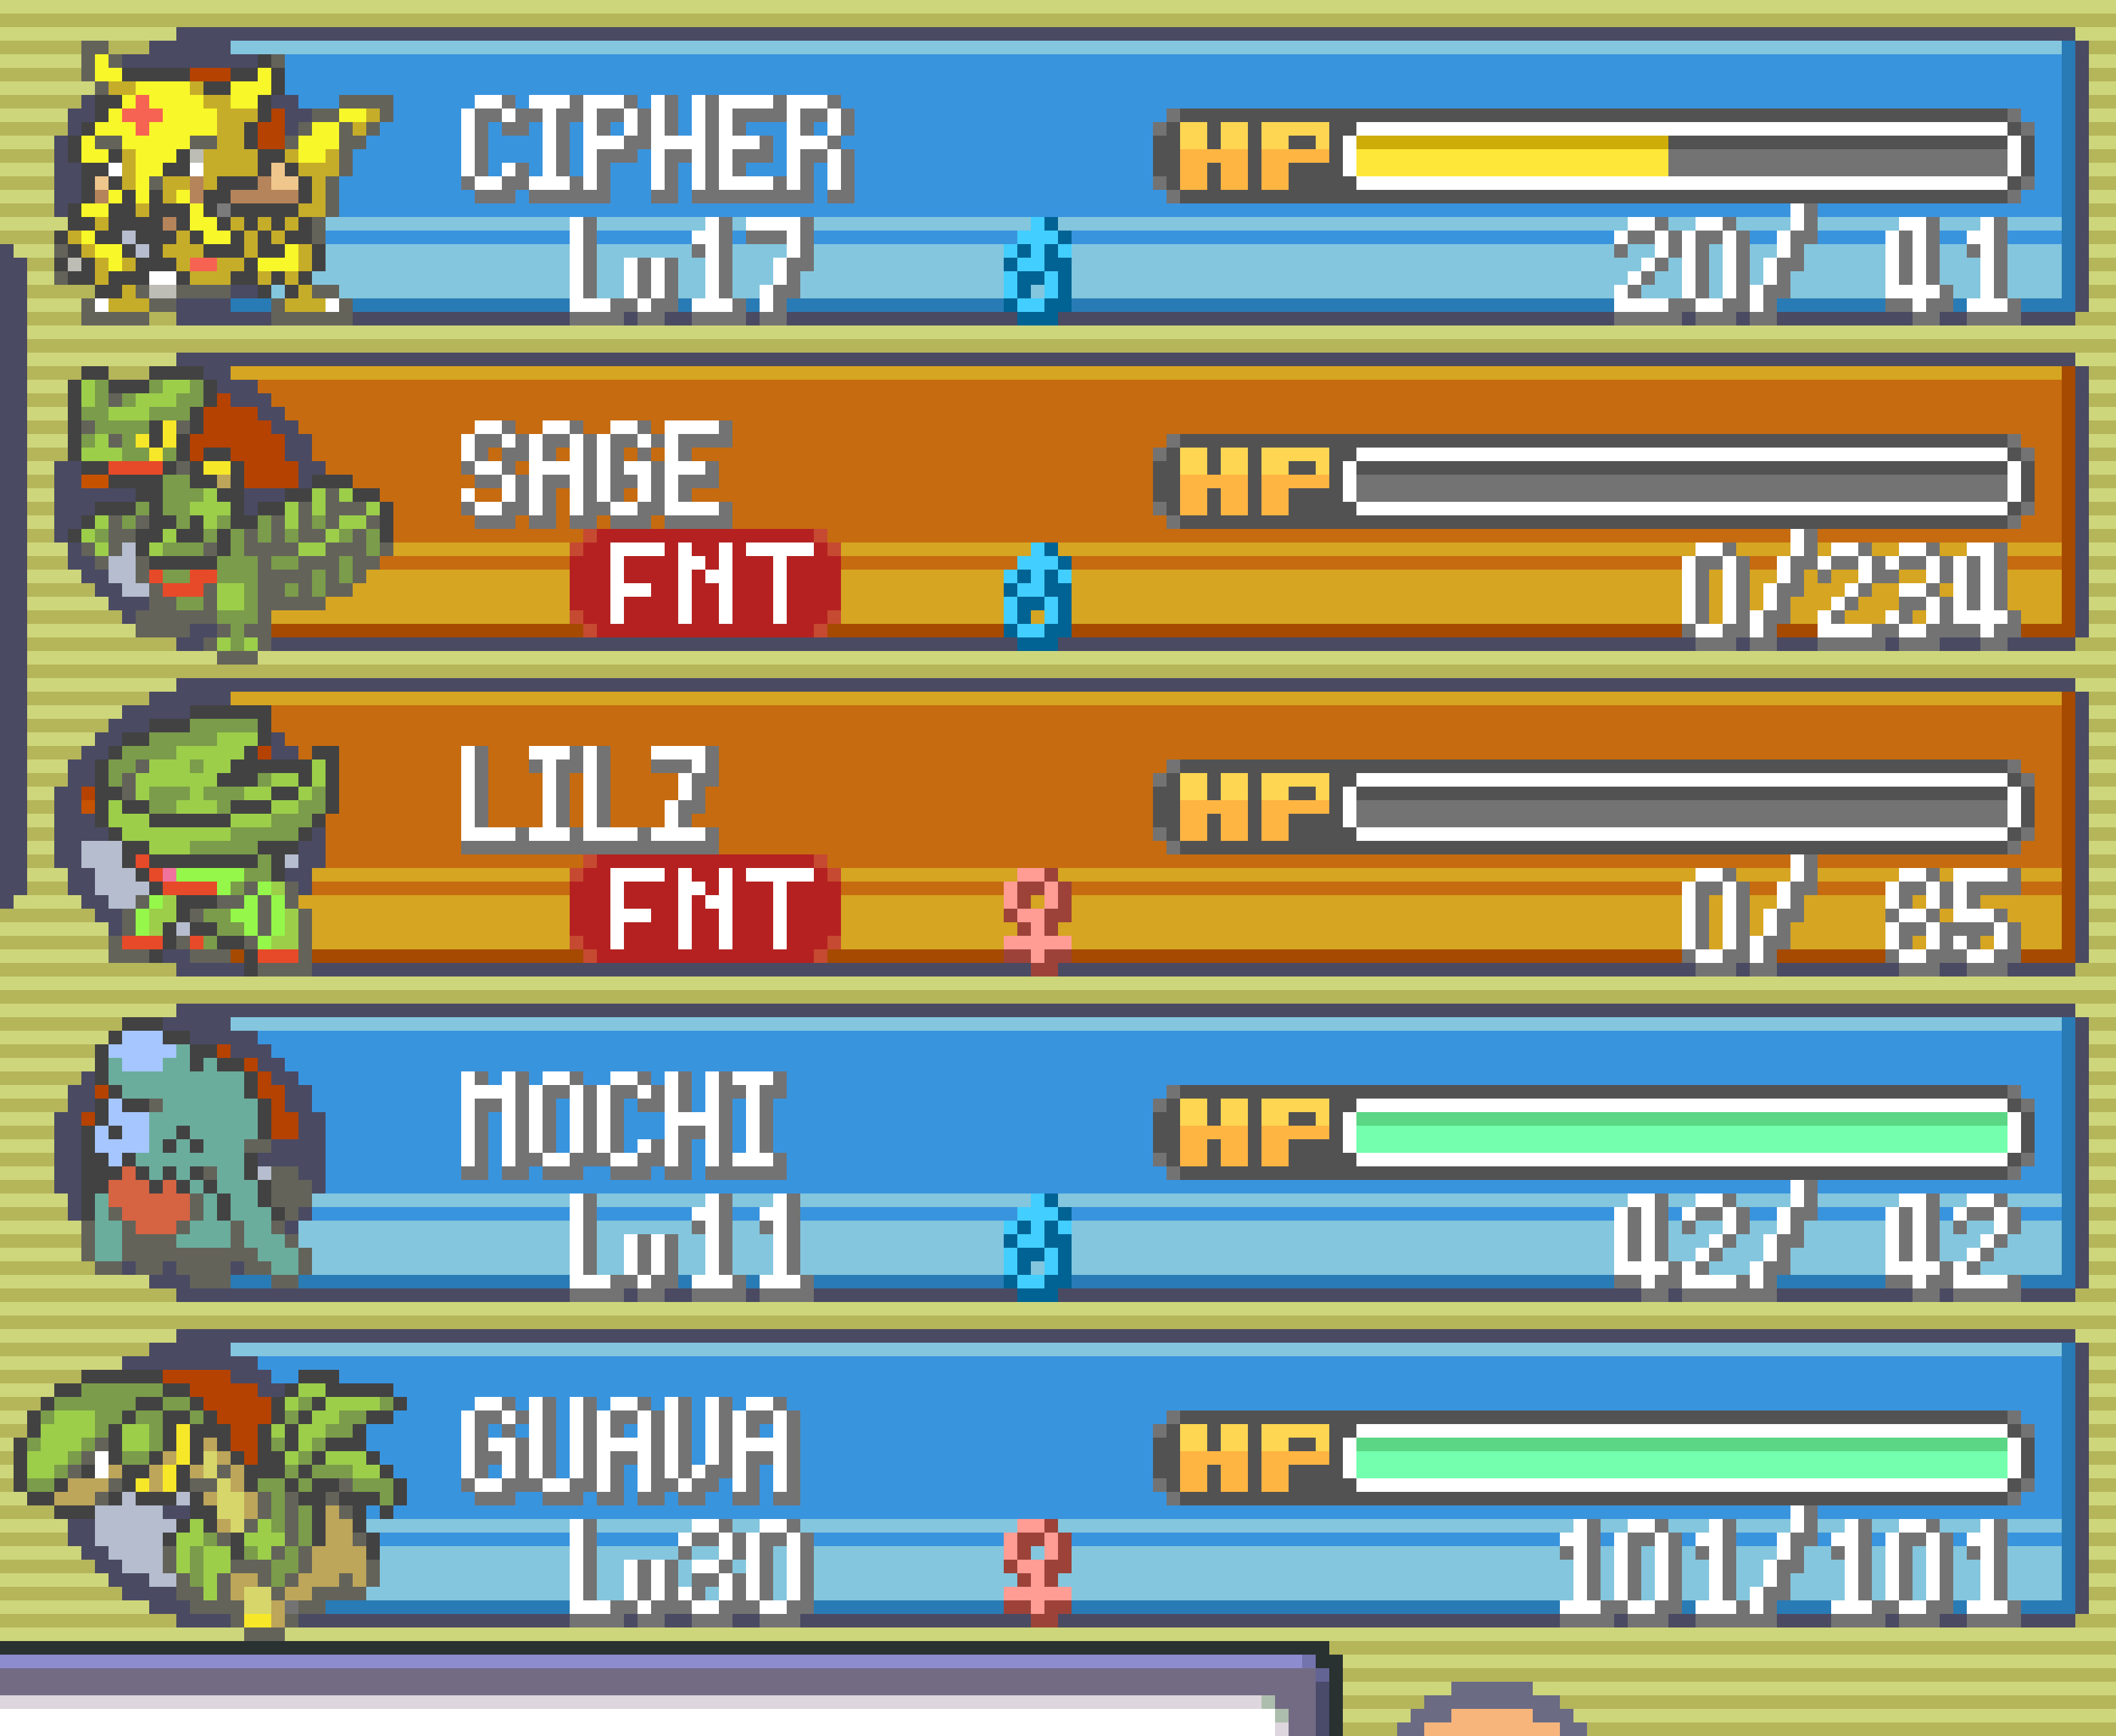 CIPHER HP
Lv17 ♂ 20/ 41
SAGE HP
FNT ♂ 0/234
LILZ HP
FNT ♀ 0/ 85
MOCHI HP
Lv11 ♂ 42/ 42
GUAVA HP
Lv30 ♀ 101/101